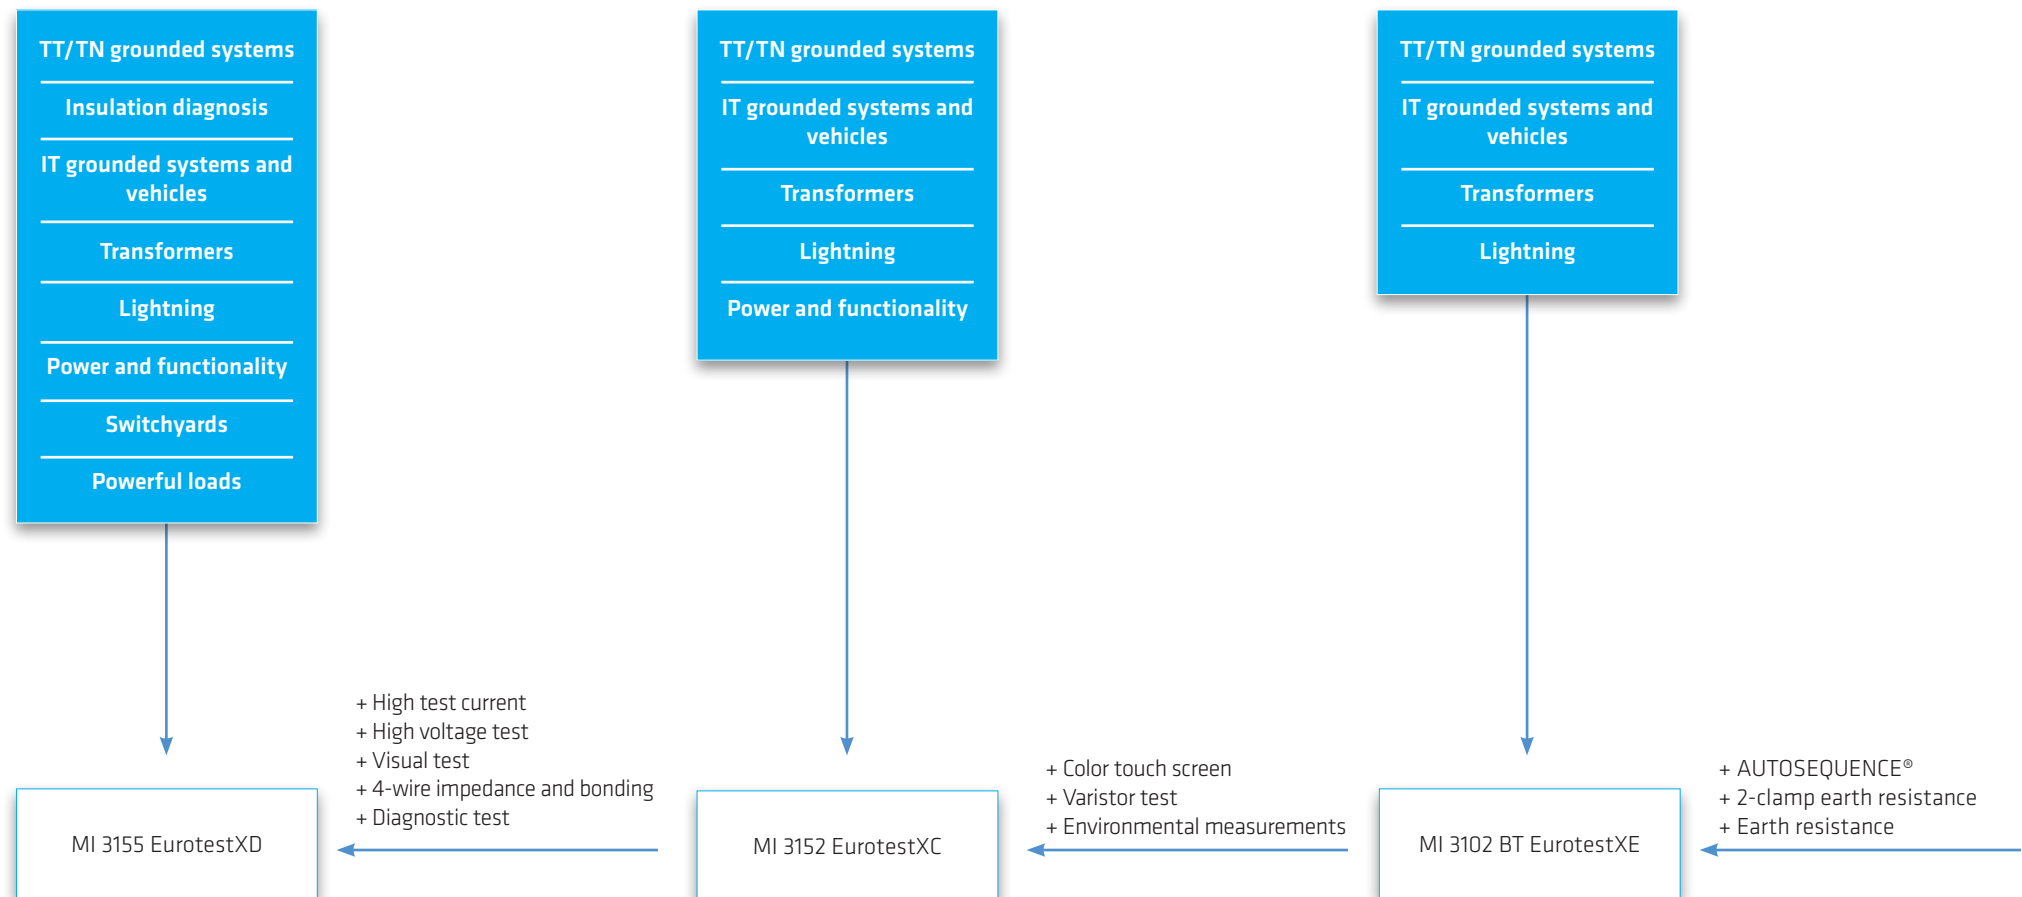 TT/TN grounded systems
Insulation diagnosis
IT grounded systems and
vehicles
Transformers
Lightning
Power and functionality
Switchyards
Powerful loads
TT/TN grounded systems
IT grounded systems and
vehicles
Transformers
Lightning
Power and functionality
TT/TN grounded systems
IT grounded systems and
vehicles
Transformers
Lightning
MI 3155 EurotestXD
+ High test current
+ High voltage test
+ Visual test
+ 4-wire impedance and bonding
+ Diagnostic test
MI 3152 EurotestXC
+ Color touch screen
+ Varistor test
+ Environmental measurements
MI 3102 BT EurotestXE
+ AUTOSEQUENCE®
+ 2-clamp earth resistance
+ Earth resistance